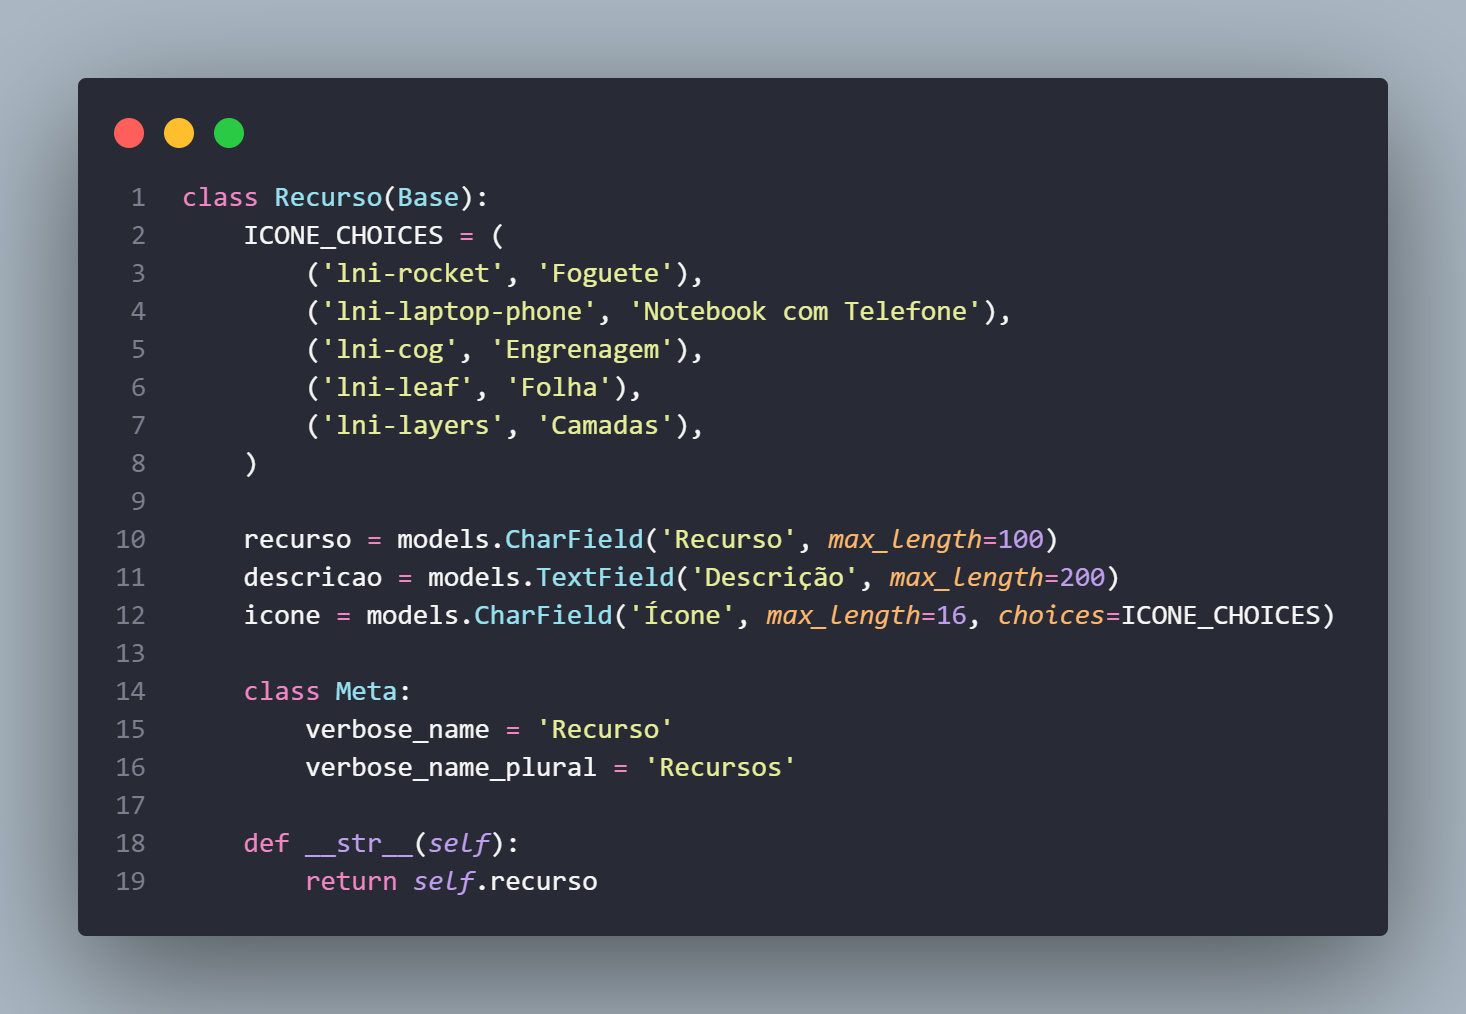 1 class Recurso(Base):
2     ICONE_CHOICES = (
3         ('lni-rocket', 'Foguete'),
4         ('lni-laptop-phone', 'Notebook com Telefone'),
5         ('lni-cog', 'Engrenagem'),
6         ('lni-leaf', 'Folha'),
7         ('lni-layers', 'Camadas'),
8     )
9
10     recurso = models.CharField('Recurso', max_length=100)
11     descricao = models.TextField('Descrição', max_length=200)
12     icone = models.CharField('Ícone', max_length=16, choices=ICONE_CHOICES)
13
14     class Meta:
15         verbose_name = 'Recurso'
16         verbose_name_plural = 'Recursos'
17
18     def __str__(self):
19         return self.recurso